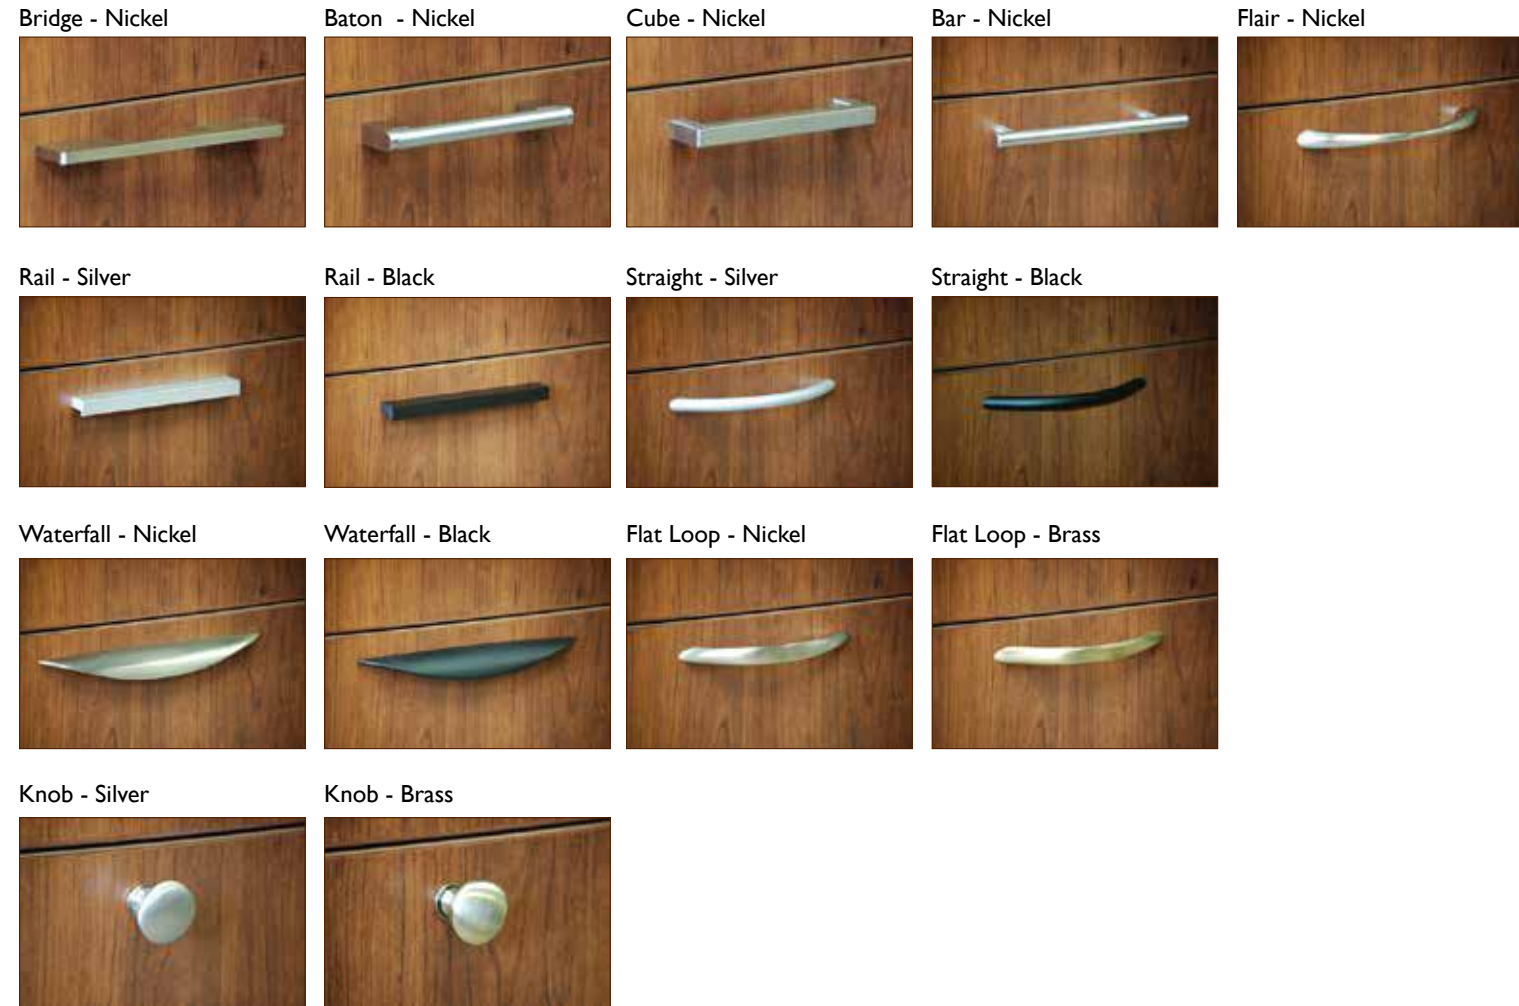 Bridge - Nickel
Baton - Nickel
Cube - Nickel
Bar - Nickel
Flair - Nickel
Rail - Silver
Rail - Black
Straight - Silver
Straight - Black
Waterfall - Nickel
Waterfall - Black
Flat Loop - Nickel
Flat Loop - Brass
Knob - Silver
Knob - Brass